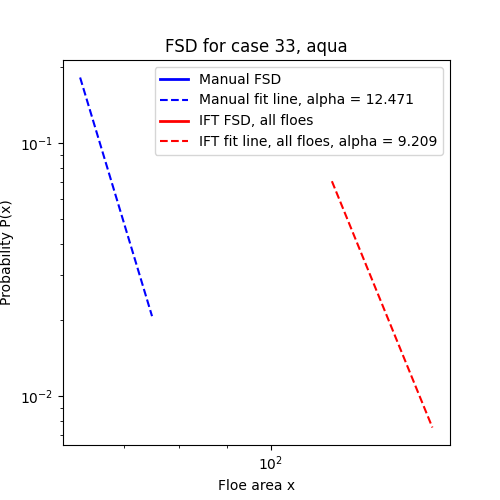 FSD for case 33, aqua
Manual FSD
Manual fit line, alpha = 12.471
IFT FSD, all floes
IFT fit line, all floes, alpha = 9.209
Probability P(x)
10⁻¹
10⁻²
10²
Floe area x